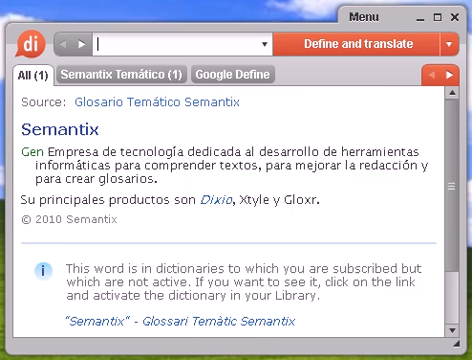 Menu
di
Define and translate
All (1)
Semantix Temático (1)
Google Define
Source: Glosario Temático Semantix
Semantix
Gen Empresa de tecnología dedicada al desarrollo de herramientas
informáticas para comprender textos, para mejorar la redacción y
para crear glosarios.
Su principales productos son Dixio, Xtyle y Gloxr.
© 2010 Semantix
i
This word is in dictionaries to which you are subscribed but
which are not active. If you want to see it, click on the link
and activate the dictionary in your Library.
"Semantix" - Glossari Temàtic Semantix